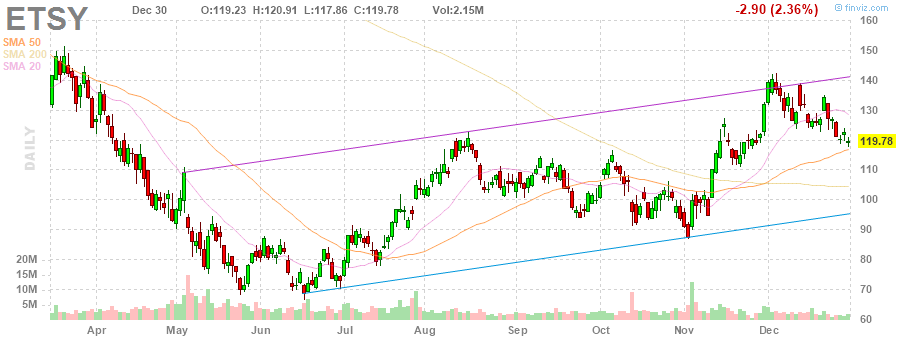 ETSY
Dec 30 O:119.23 H:120.91 L:117.86 C:119.78 Vol:2.15M -2.90 (2.36%)
© finviz.com
SMA 50
SMA 200
SMA 20
DAILY
160
150
140
130
119.78
110
100
90
80
70
60
20M
15M
10M
5M
Apr May Jun Jul Aug Sep Oct Nov Dec